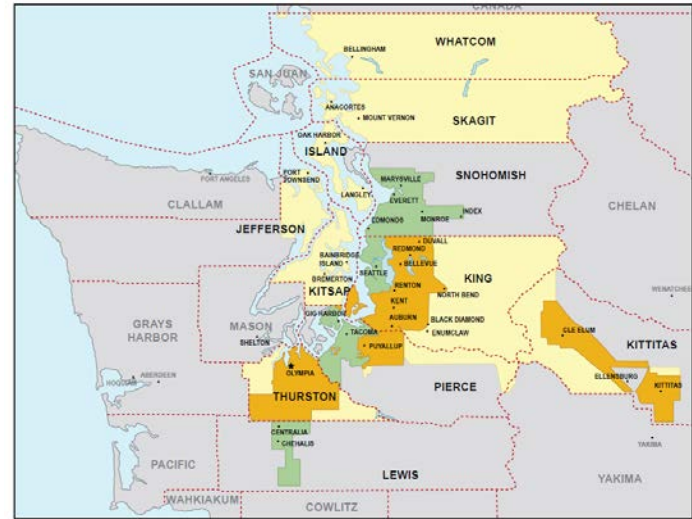 CANADA
WHATCOM
BELLINGHAM
SAN JUAN
ANACORTES
MOUNT VERNON
SKAGIT
OAK HARBOR
ISLAND
PORT ANGELES
PORT
TOWNSEND
CLALLAM
LANGLEY
MARYSVILLE
EVERETT
SNOHOMISH
CHELAN
JEFFERSON
EDMONDS
MONROE
INDEX
DUVALL
REDMOND
BAINBRIDGE
ISLAND
SEATTLE
BELLEVUE
KING
BREMERTON
KITSAP
RENTON
NORTH BEND
WENATCHEE
KENT
GIG HARBOR
AUBURN
BLACK DIAMOND
ENUMCLAW
GRAYS
HARBOR
MASON
SHELTON
TACOMA
PUYALLUP
CLE ELUM
KITTITAS
ELLENSBURG
KITTITAS
HOQUIAM
ABERDEEN
OLYMPIA
PIERCE
THURSTON
CENTRALIA
CHEHALIS
YAKIMA
PACIFIC
LEWIS
YAKIMA
WAHKIAKUM
COWLITZ